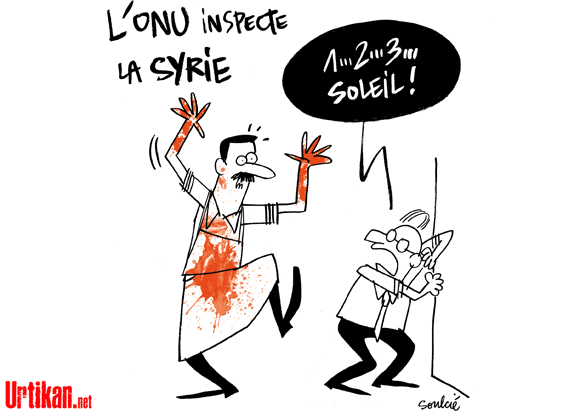 L'ONU INSPECTE
LA SYRIE
1...2...3...
SOLEIL !
Urtikan.net
Soulcié